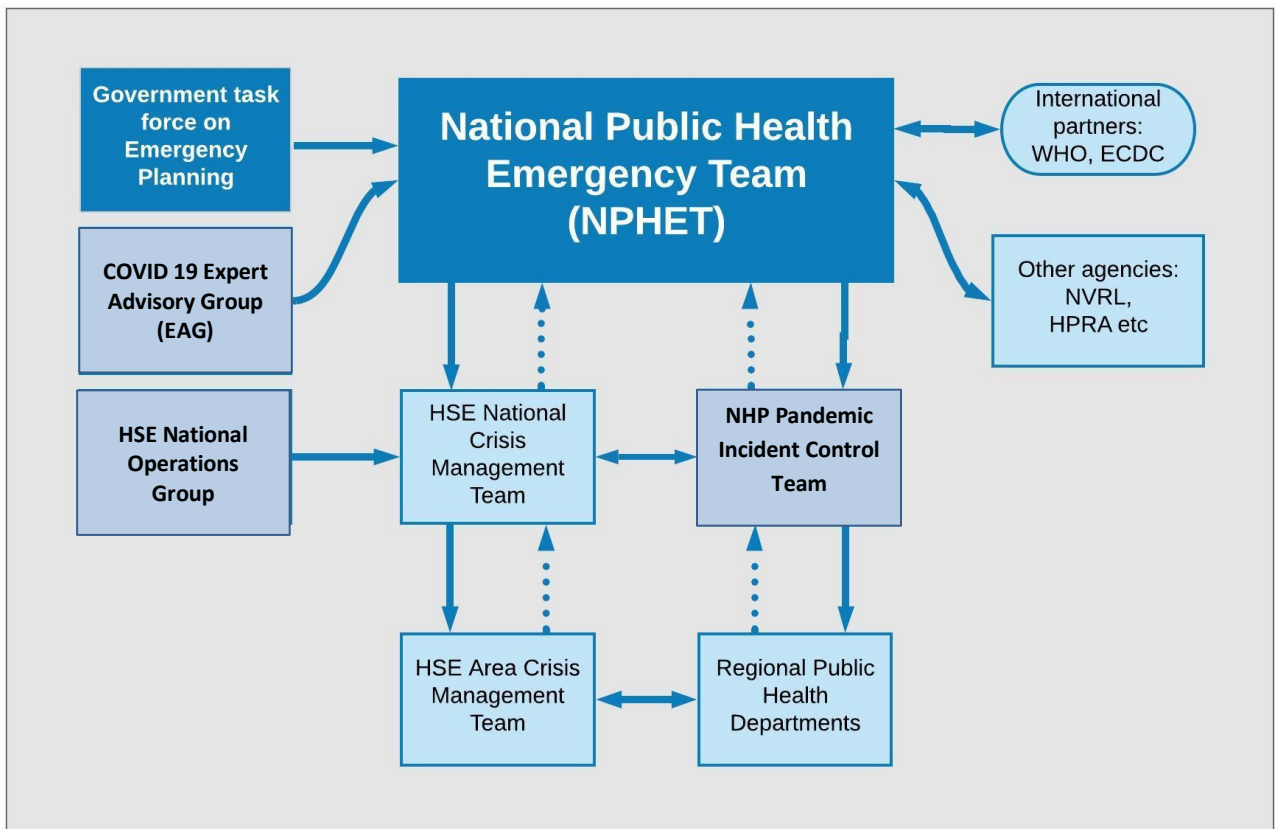 Government task
force on
Emergency
Planning
National Public Health
Emergency Team
(NPHET)
International
partners:
WHO, ECDC
COVID 19 Expert
Advisory Group
(EAG)
Other agencies:
NVRL,
HPRA etc
HSE National
Operations
Group
HSE National
Crisis
Management
Team
NHP Pandemic
Incident Control
Team
HSE Area Crisis
Management
Team
Regional Public
Health
Departments